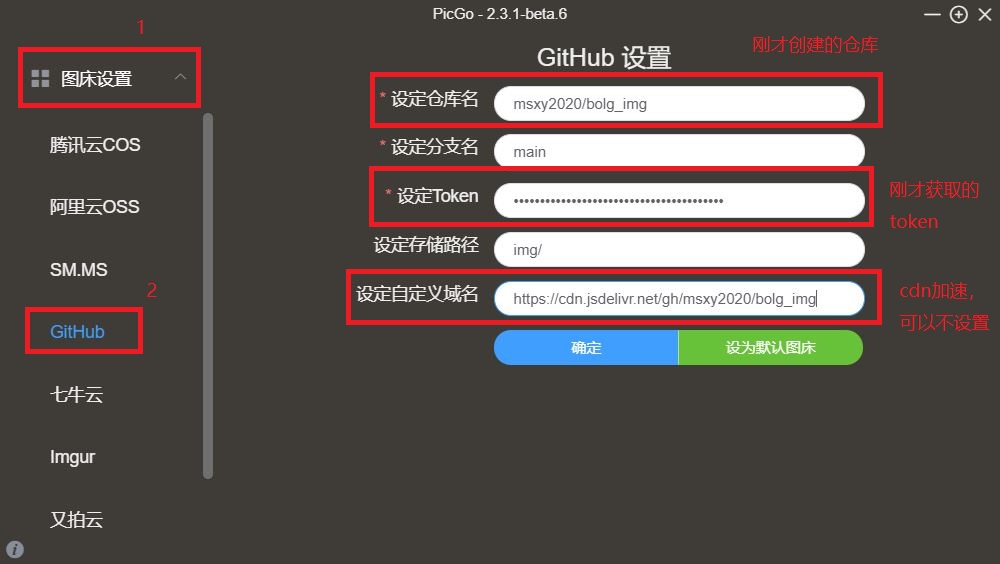 PicGo - 2.3.1-beta.6
1
图床设置
腾讯云COS
阿里云OSS
SM.MS
2
GitHub
七牛云
Imgur
又拍云
GitHub 设置
刚才创建的仓库
* 设定仓库名 msxy2020/bolg_img
* 设定分支名 main
* 设定Token ••••••••••••••••••••••••••••••••••••••••
刚才获取的
token
设定存储路径 img/
设定自定义域名 https://cdn.jsdelivr.net/gh/msxy2020/bolg_img
cdn加速，
可以不设置
确定 设为默认图床